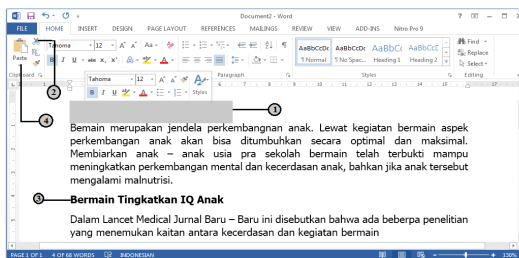 Document2 - Word
FILE HOME INSERT DESIGN PAGE LAYOUT REFERENCES MAILINGS REVIEW VIEW ADD-INS Nitro Pro 9
Tahoma 12 Find
Paste Replace
Select
AaBbCcDc AaBbCcDc AaBbCc AaBbCcC
¶ Normal ¶ No Spac... Heading 1 Heading 2
Clipboard Paragraph Styles Editing
Tahoma 12
B I U Styles
1
2
4
Bemain merupakan jendela perkembangnan anak. Lewat kegiatan bermain aspek
perkembangan anak akan bisa ditumbuhkan secara optimal dan maksimal.
Membiarkan anak – anak usia pra sekolah bermain telah terbukti mampu
meningkatkan perkembangan mental dan kecerdasan anak, bahkan jika anak tersebut
mengalami malnutrisi.
3 Bermain Tingkatkan IQ Anak
Dalam Lancet Medical Jurnal Baru – Baru ini disebutkan bahwa ada beberpa penelitian
yang menemukan kaitan antara kecerdasan dan kegiatan bermain
PAGE 1 OF 1 4 OF 68 WORDS INDONESIAN 130%